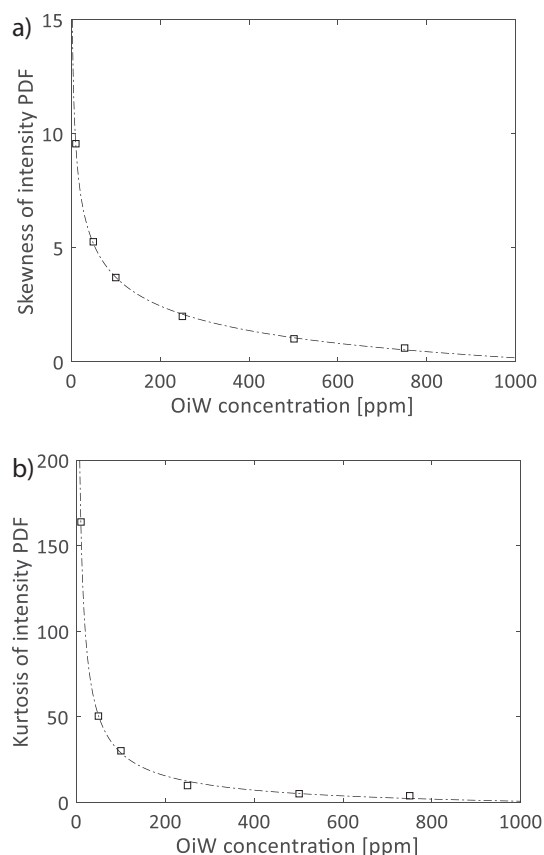 a)
15
10
5
0
Skewness of intensity PDF
0 200 400 600 800 1000
OiW concentration [ppm]
b)
200
150
100
50
0
Kurtosis of intensity PDF
0 200 400 600 800 1000
OiW concentration [ppm]